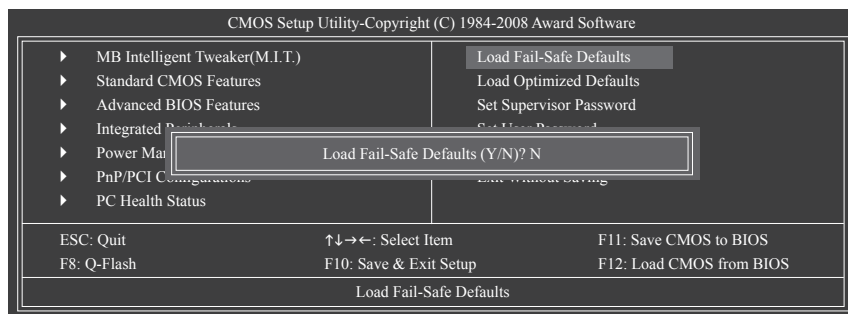 CMOS Setup Utility-Copyright (C) 1984-2008 Award Software
MB Intelligent Tweaker(M.I.T.)
Standard CMOS Features
Advanced BIOS Features
Integrated
Power
PnP/PCI
PC Health Status
Load Fail-Safe Defaults
Load Optimized Defaults
Set Supervisor Password
Load Fail-Safe Defaults (Y/N)? N
ESC: Quit
↑↓→←: Select Item
F11: Save CMOS to BIOS
F8: Q-Flash
F10: Save & Exit Setup
F12: Load CMOS from BIOS
Load Fail-Safe Defaults